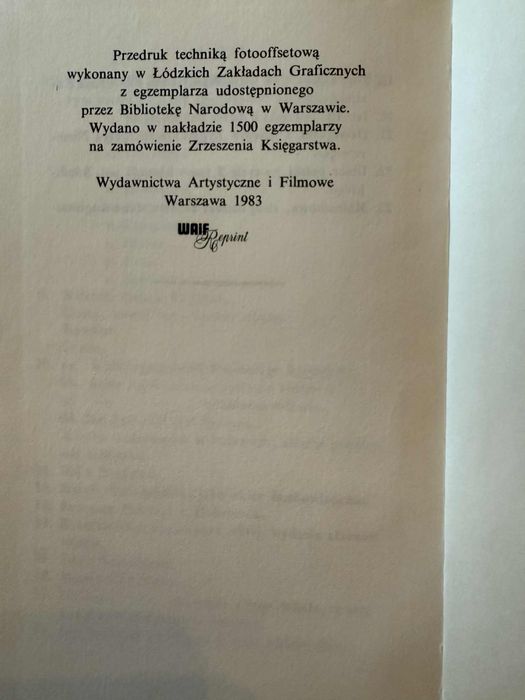 Przedruk techniką fotooffsetową
wykonany w Łódzkich Zakładach Graficznych
z egzemplarza udostępnionego
przez Bibliotekę Narodową w Warszawie.
Wydano w nakładzie 1500 egzemplarzy
na zamówienie Zrzeszenia Księgarstwa.
Wydawnictwa Artystyczne i Filmowe
Warszawa 1983
WAIF Reprint